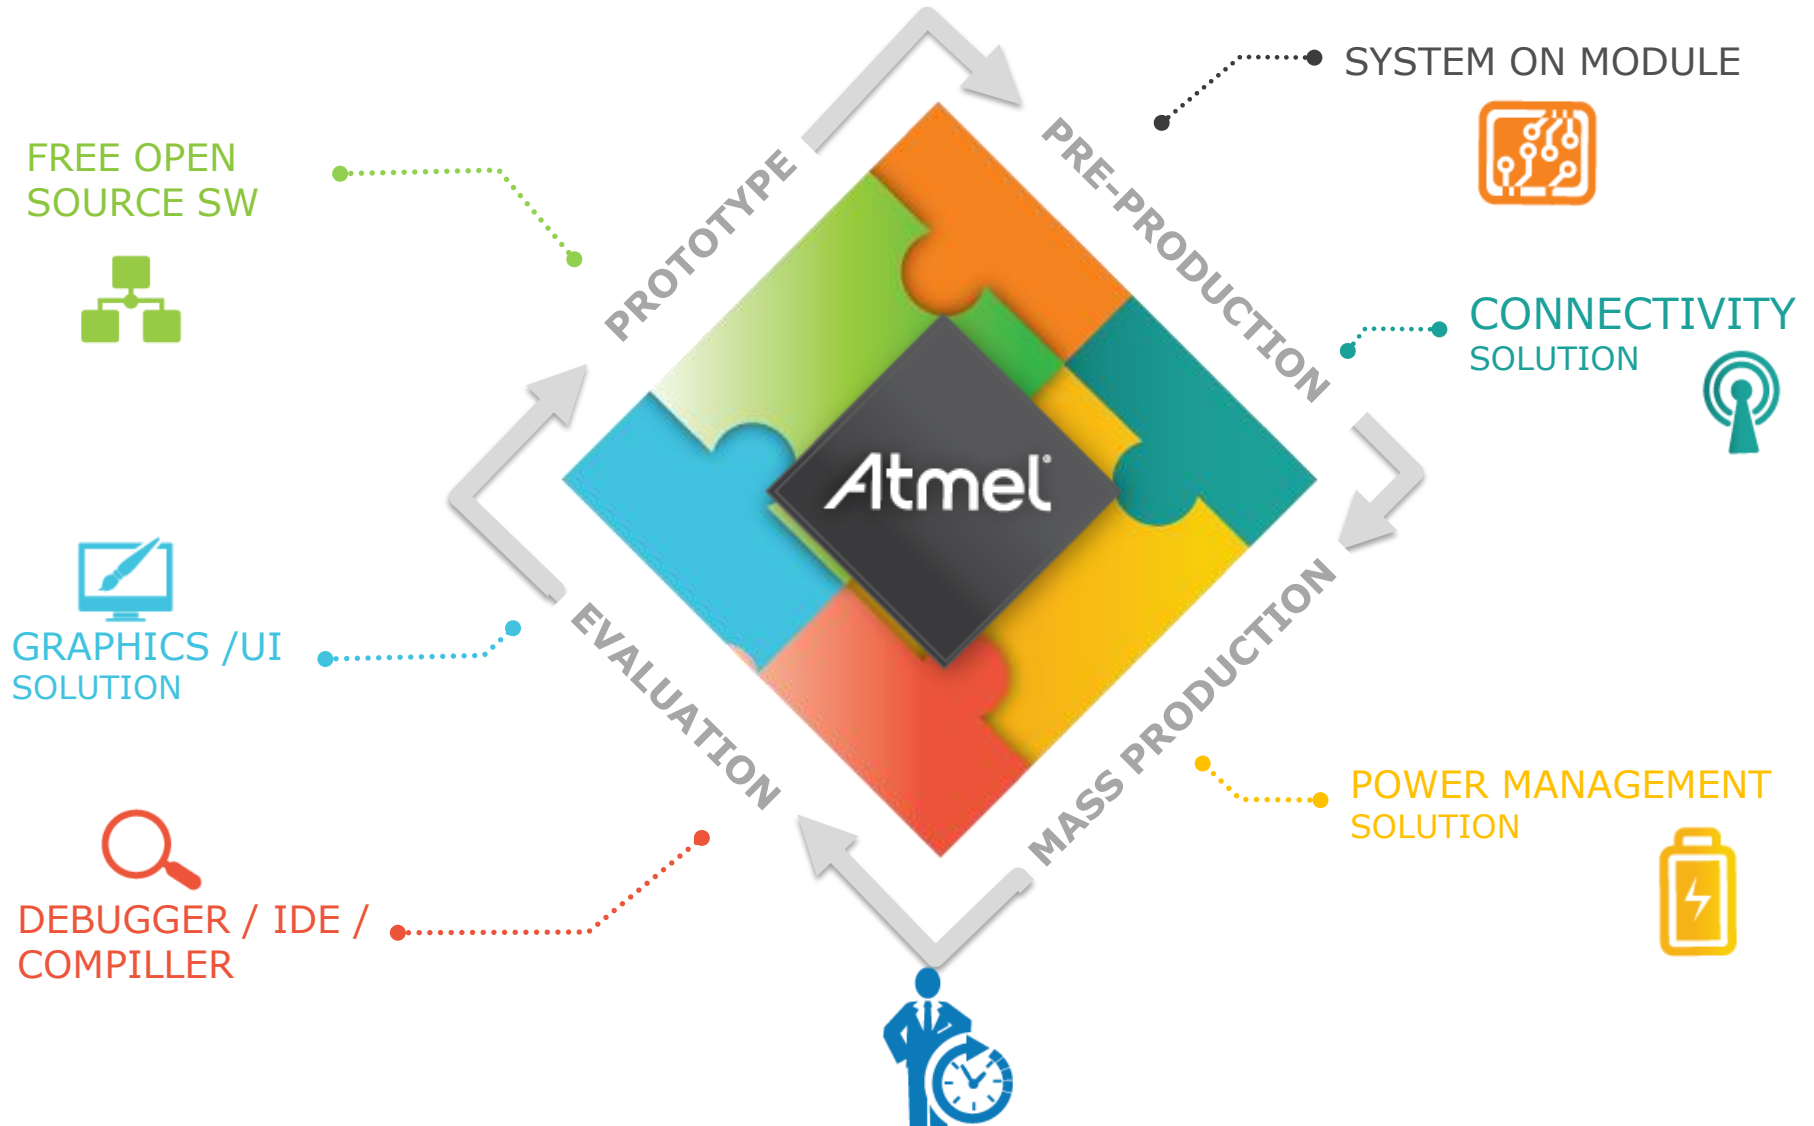 SYSTEM ON MODULE
FREE OPEN
SOURCE SW
PROTOTYPE
PRE-PRODUCTION
CONNECTIVITY
SOLUTION
Atmel
GRAPHICS /UI
SOLUTION
EVALUATION
MASS PRODUCTION
POWER MANAGEMENT
SOLUTION
DEBUGGER / IDE /
COMPILLER